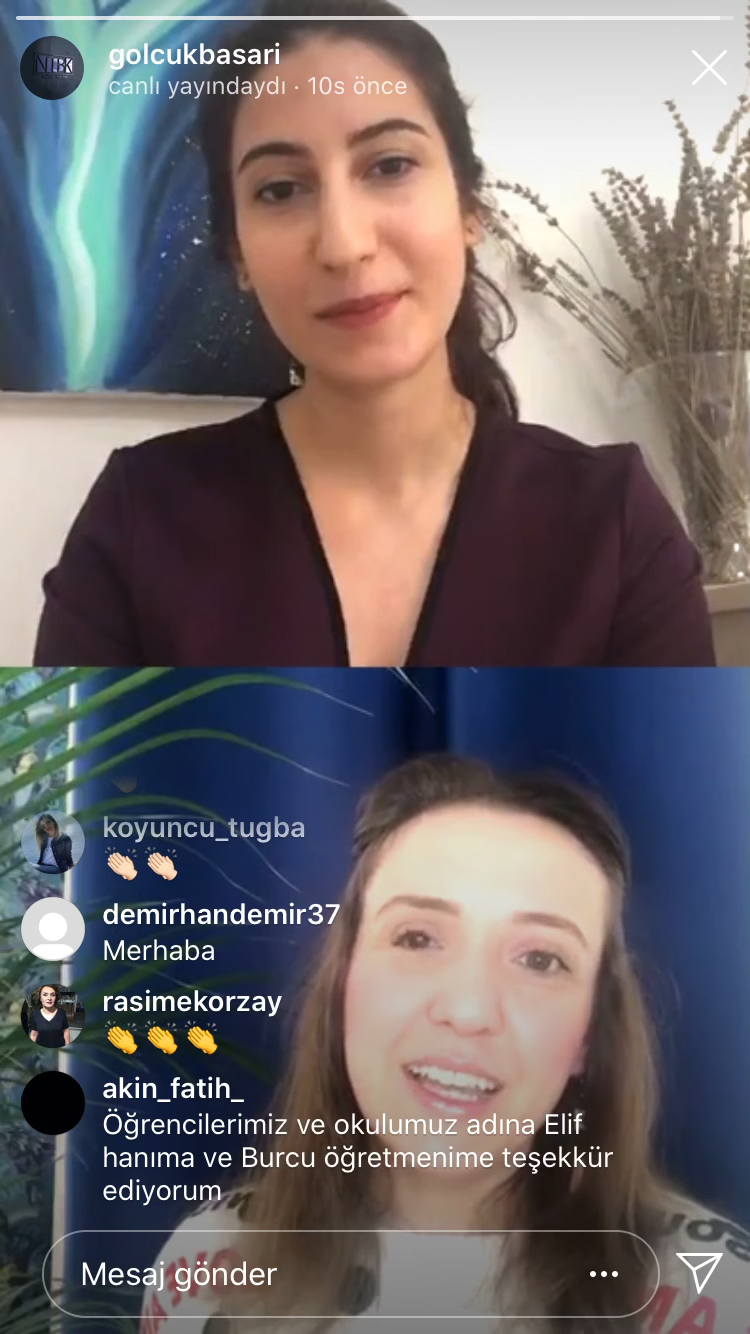 NBK
golcukbasari
canlı yayındaydı · 10s önce
koyuncu_tugba
👏🏻 👏🏻
demirhandemir37
Merhaba
rasimekorzay
👏 👏 👏
akin_fatih_
Öğrencilerimiz ve okulumuz adına Elif
hanıma ve Burcu öğretmenime teşekkür
ediyorum
Mesaj gönder